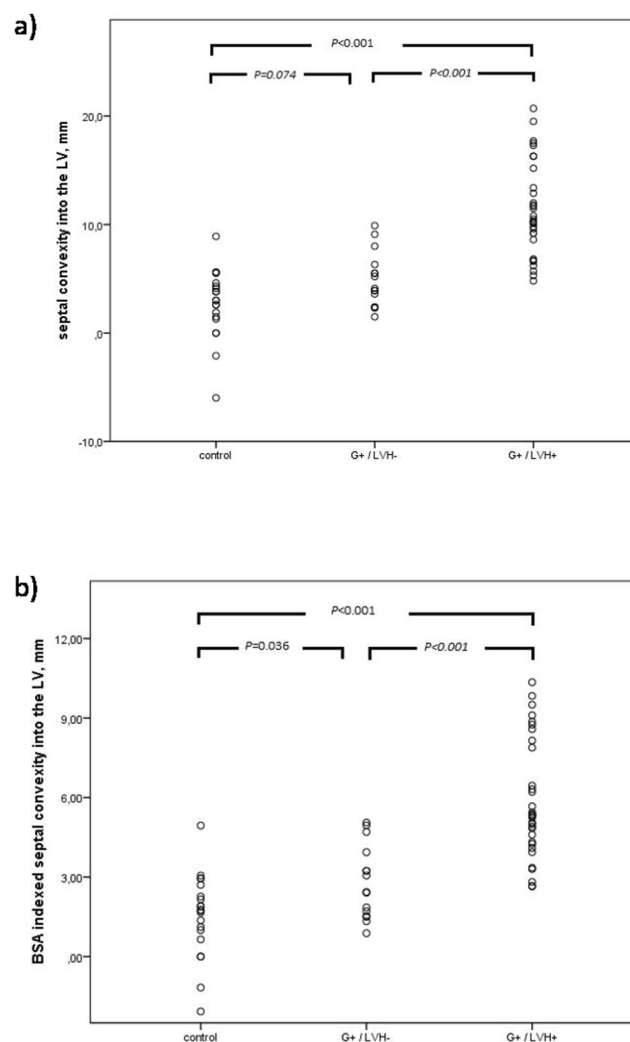 a)
P<0.001
P=0.074
P<0.001
septal convexity into the LV, mm
20,0
10,0
,0
-10,0
control
G+ / LVH-
G+ / LVH+
b)
P<0.001
P=0.036
P<0.001
BSA indexed septal convexity into the LV, mm
12,00
9,00
6,00
3,00
,00
control
G+ / LVH-
G+ / LVH+